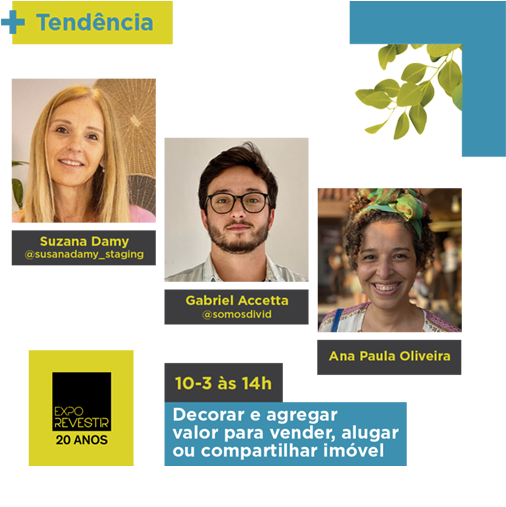 + Tendência
Suzana Damy
@susanadamy_staging
Gabriel Accetta
@somosdivid
Ana Paula Oliveira
EXPO
REVESTIR
20 ANOS
10-3 às 14h
Decorar e agregar
valor para vender, alugar
ou compartilhar imóvel